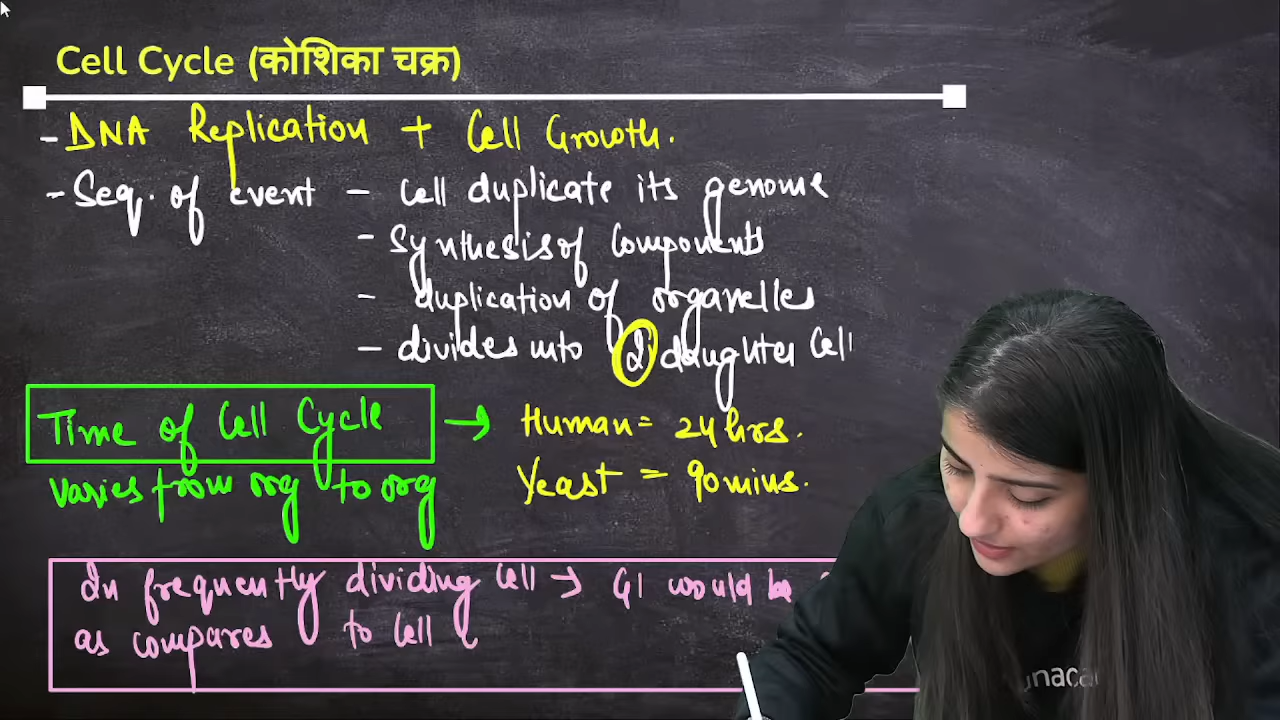 Cell Cycle (कोशिका चक्र)
- DNA Replication + Cell Growth.
- Seq. of event - Cell duplicate its genome
- Synthesis of components
- duplication of organelles
- divides into 2 daughter Cell
Time of Cell Cycle → Human = 24 hrs.
varies from org to org Yeast = 90 mins.
In frequently dividing Cell → G1 would be
as compares to Cell